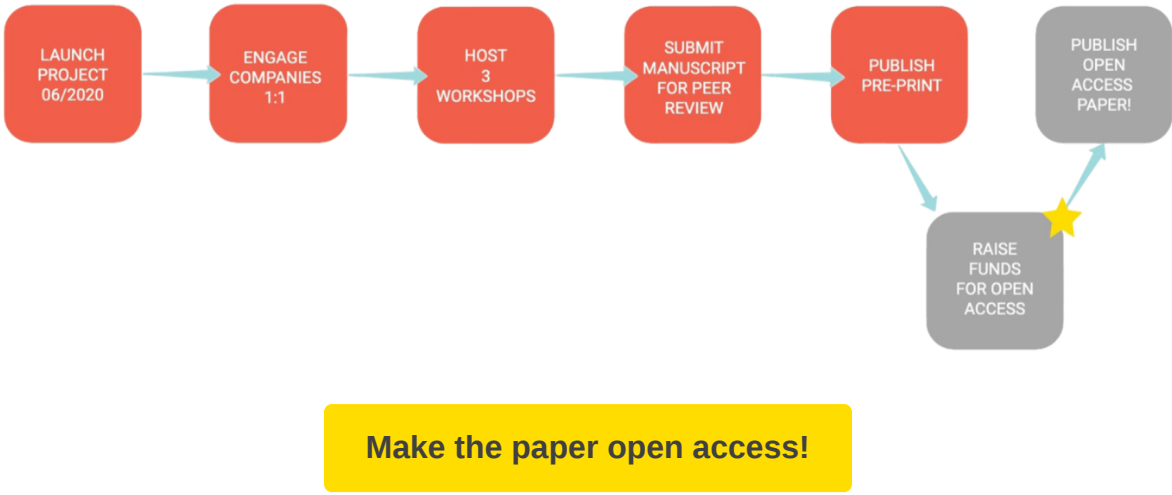 LAUNCH
PROJECT
06/2020
ENGAGE
COMPANIES
1:1
HOST
3
WORKSHOPS
SUBMIT
MANUSCRIPT
FOR PEER
REVIEW
PUBLISH
PRE-PRINT
RAISE
FUNDS
FOR OPEN
ACCESS
PUBLISH
OPEN
ACCESS
PAPER!
Make the paper open access!